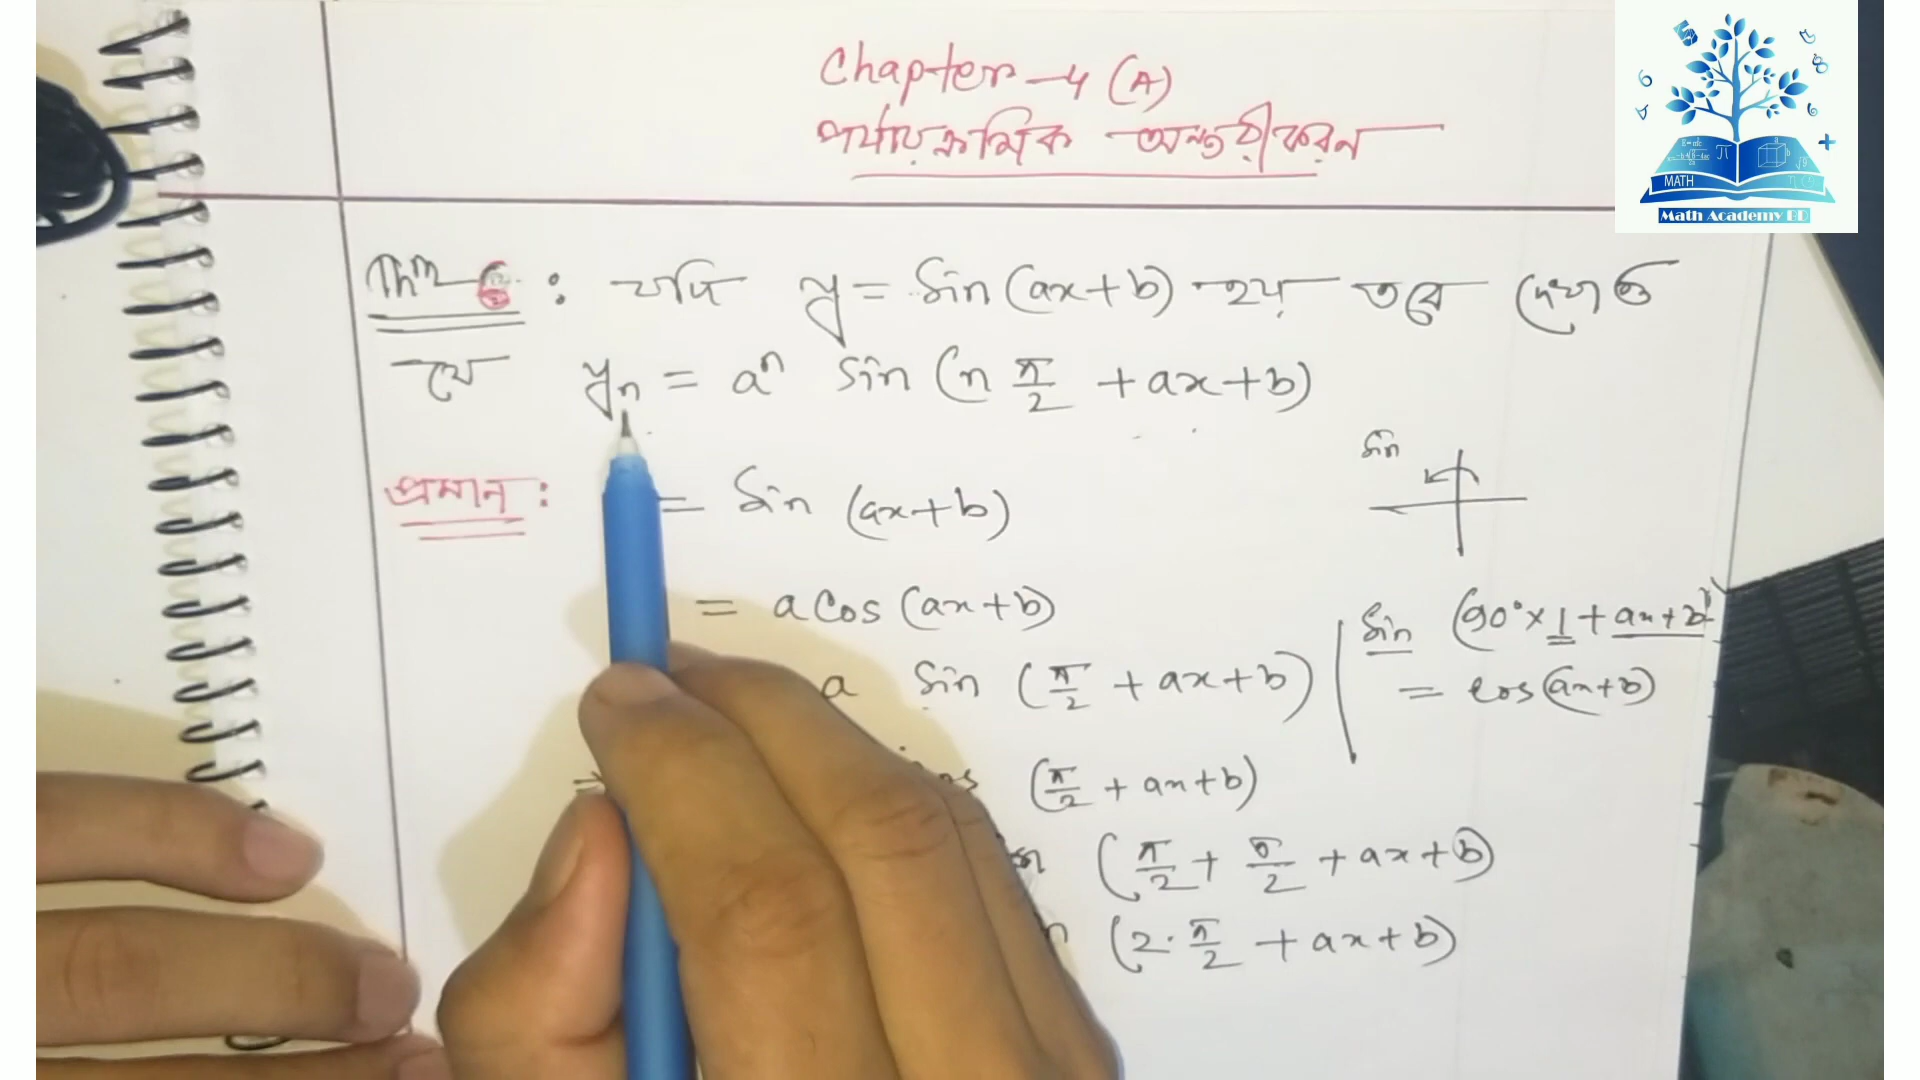 Chapter-4 (A)
পর্যায়ক্রমিক অন্তরীকরন
Thm-6 : যদি y = Sin (ax+b) হয় তবে দেখাও
যে yn = aⁿ sin (n π/2 + ax+b)
প্রমান : = Sin (ax+b)
= a Cos (ax+b)
a Sin (π/2 + ax+b)
(π/2 + ax+b)
(π/2 + π/2 + ax+b)
(2·π/2 + ax+b)
Sin
Sin (90°×1 + ax+b)
= cos(ax+b)
MATH
Math Academy BD